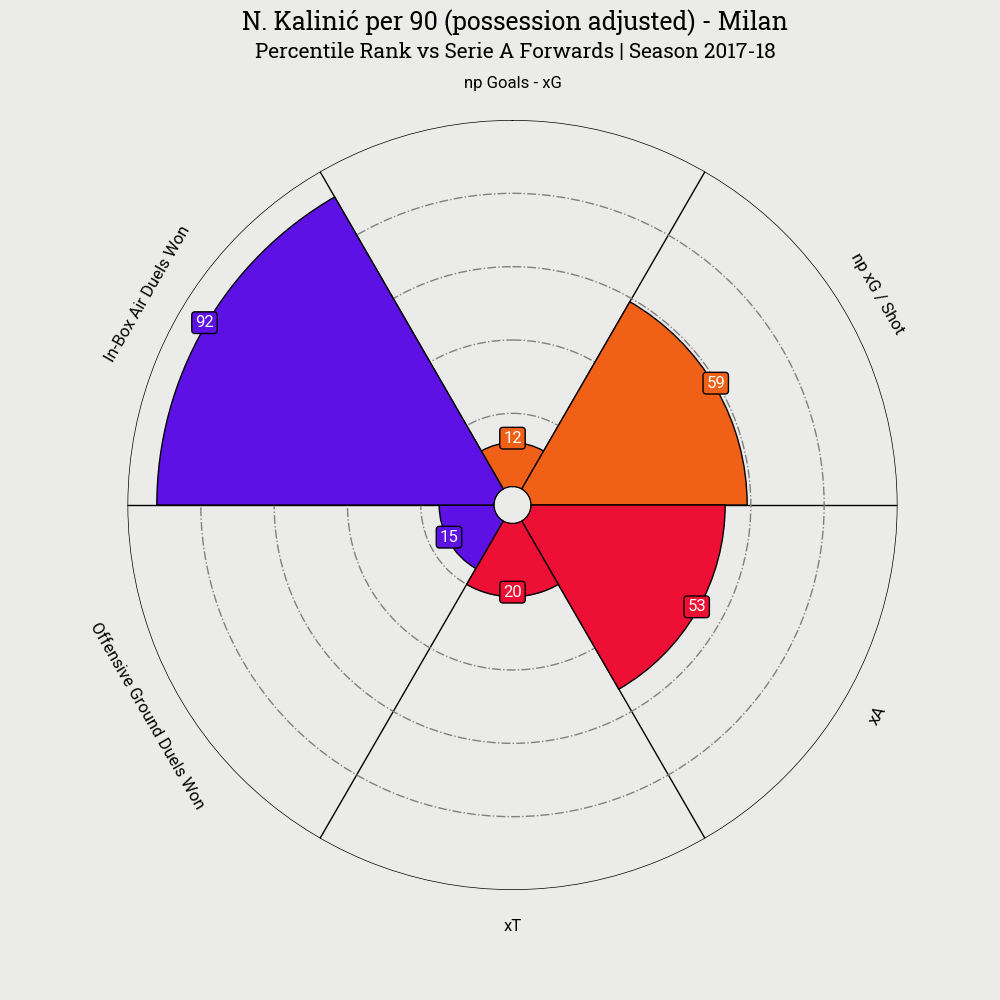 N. Kalinić per 90 (possession adjusted) - Milan
Percentile Rank vs Serie A Forwards | Season 2017-18
np Goals - xG
np xG / Shot
In-Box Air Duels Won
92
12
59
15
20
53
Offensive Ground Duels Won
xA
xT